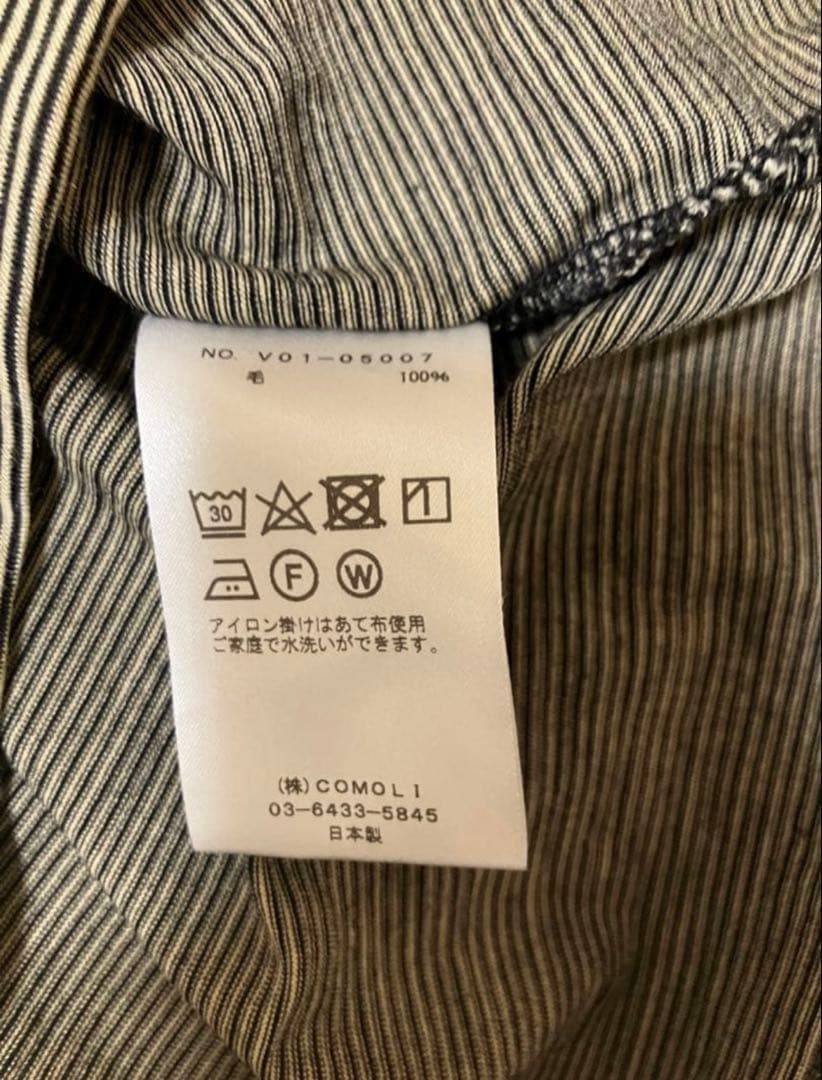 NO. V01-05007
毛 100%
30
F W
アイロン掛けはあて布使用
ご家庭で水洗いができます。
(株)COMOLI
03-6433-5845
日本製